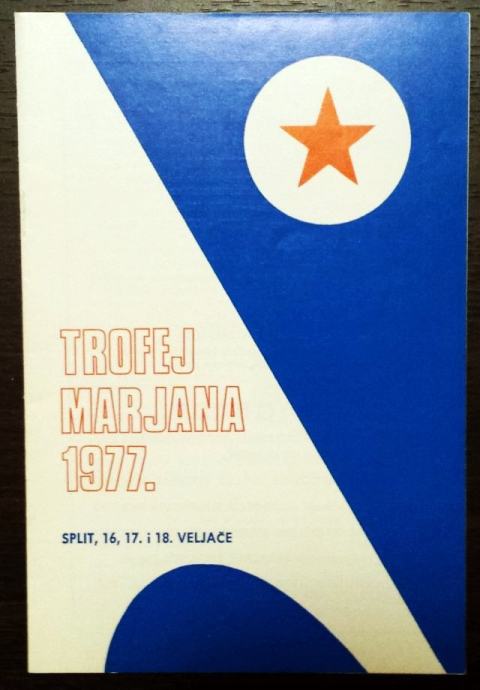 TROFEJ
MARJANA
1977.
SPLIT, 16, 17. i 18. VELJAČE